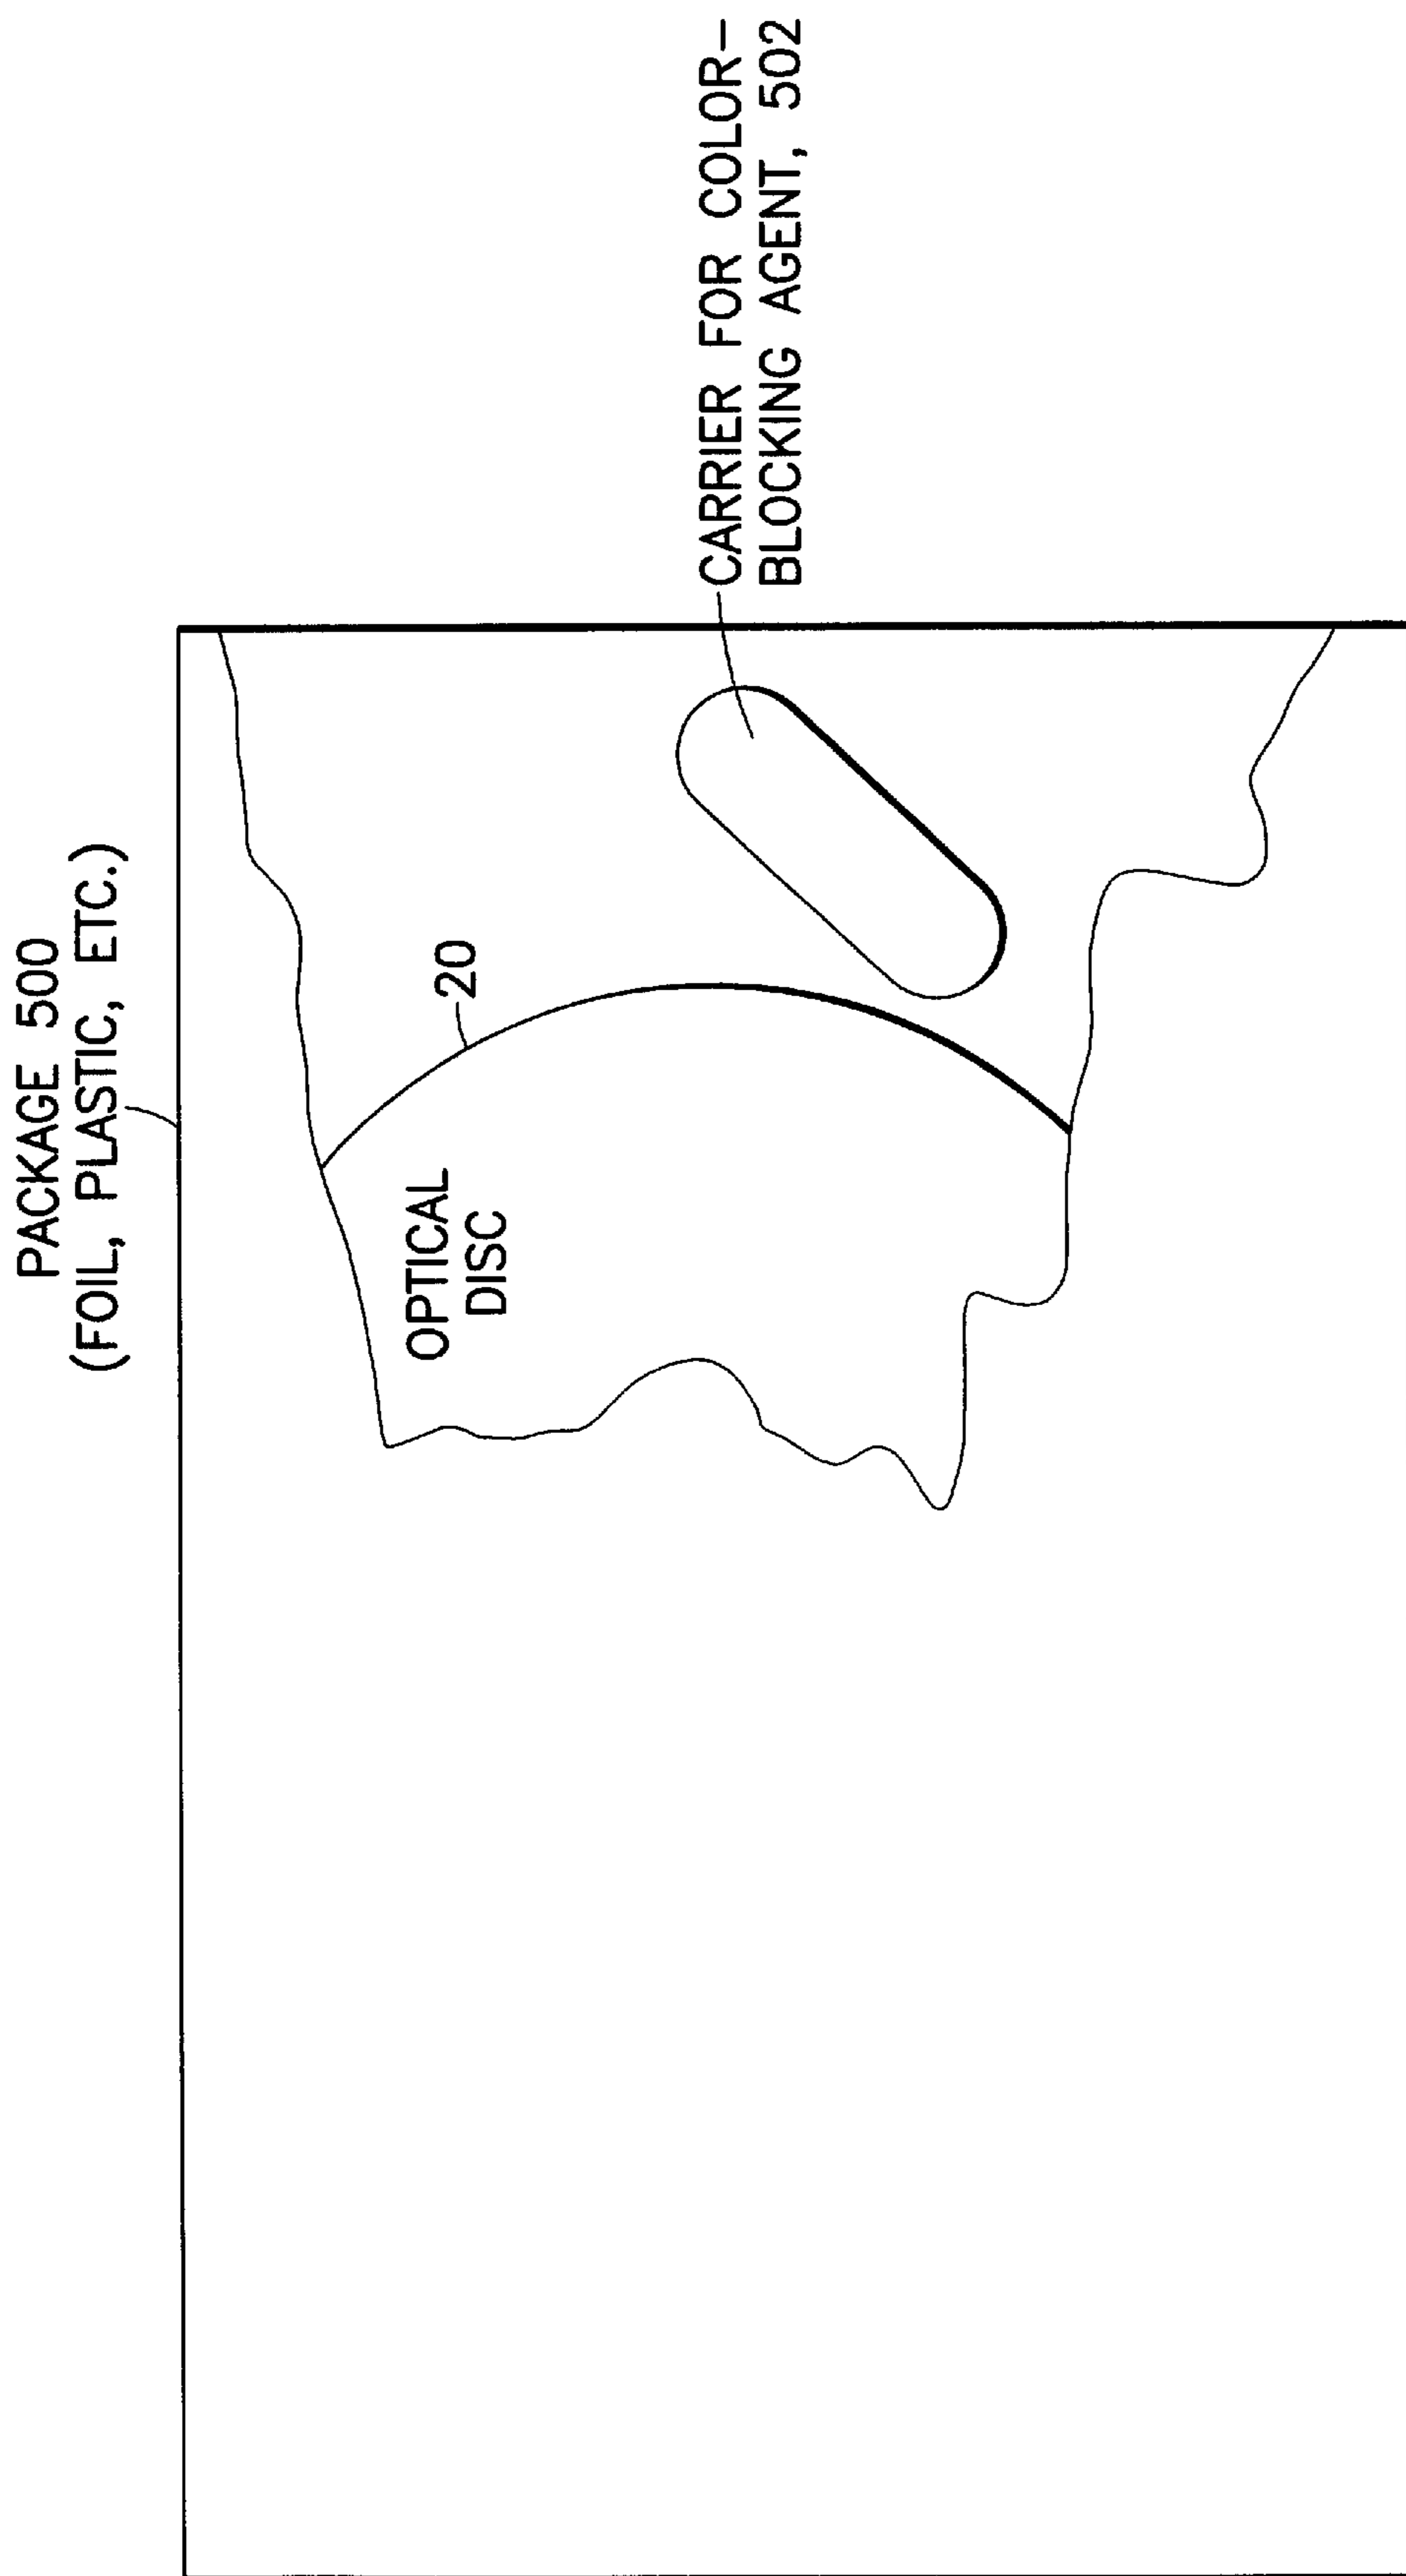 PACKAGE 500
(FOIL, PLASTIC, ETC.)
20
OPTICAL
DISC
CARRIER FOR COLOR-
BLOCKING AGENT, 502